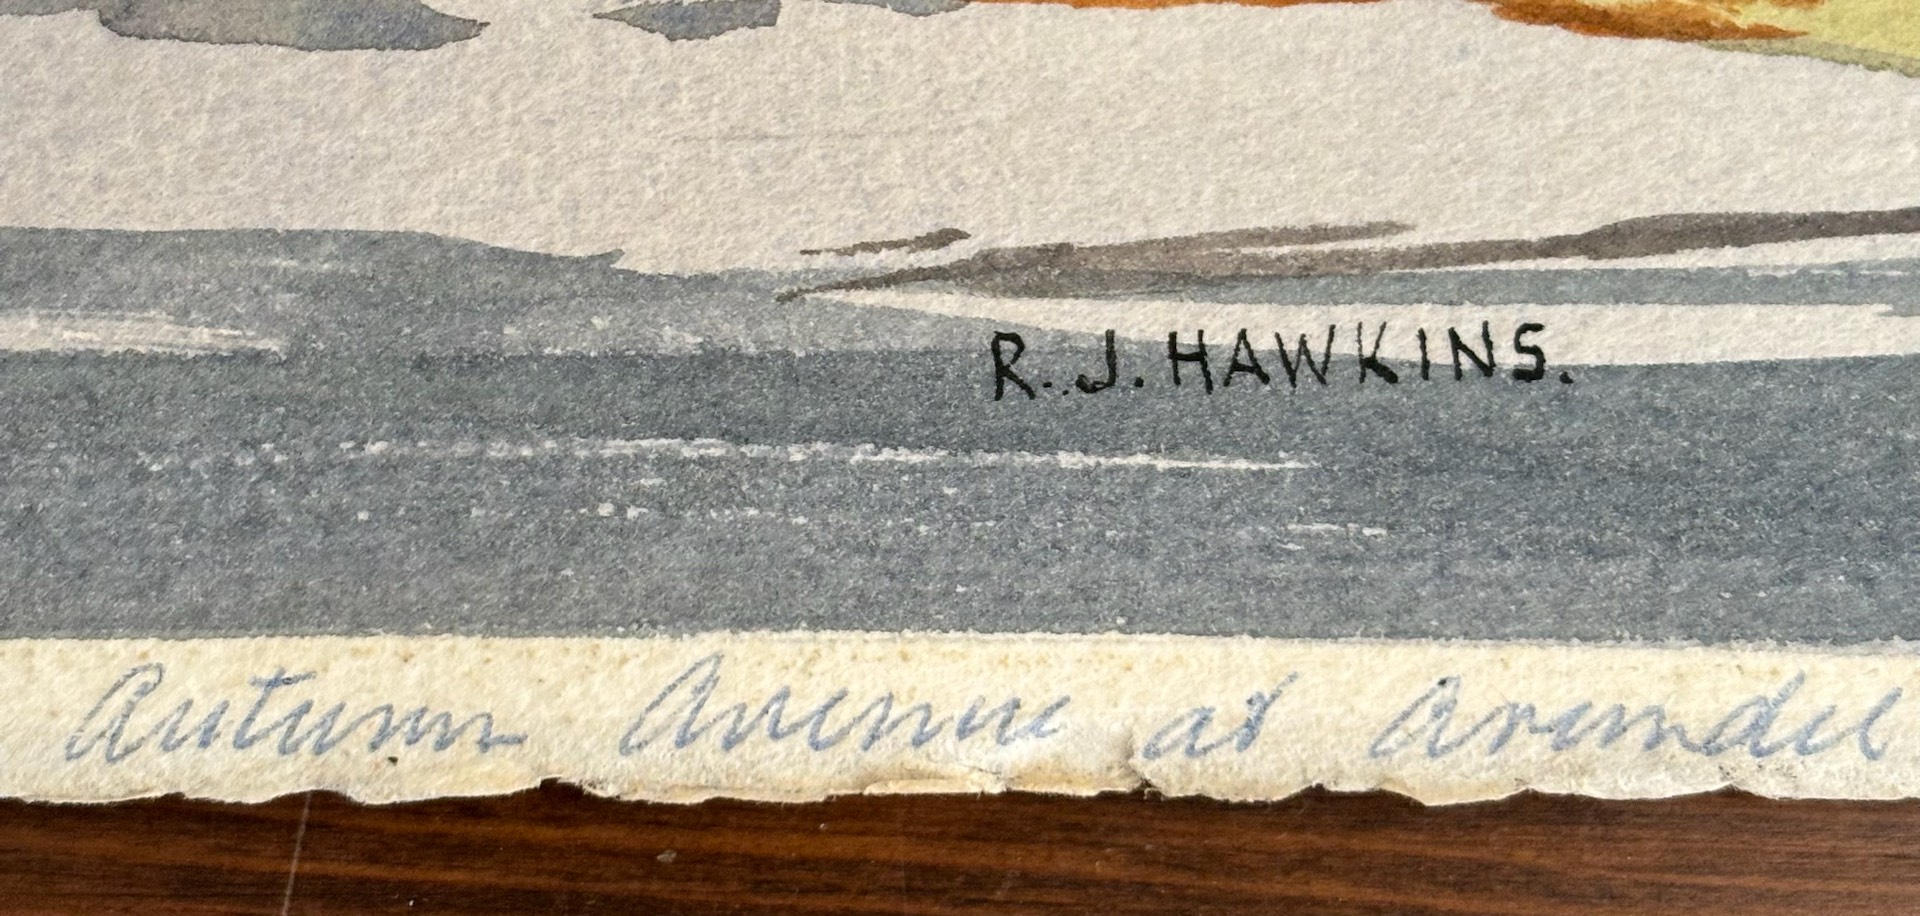 R. J. HAWKINS.
Autumn Avenue at Arundel